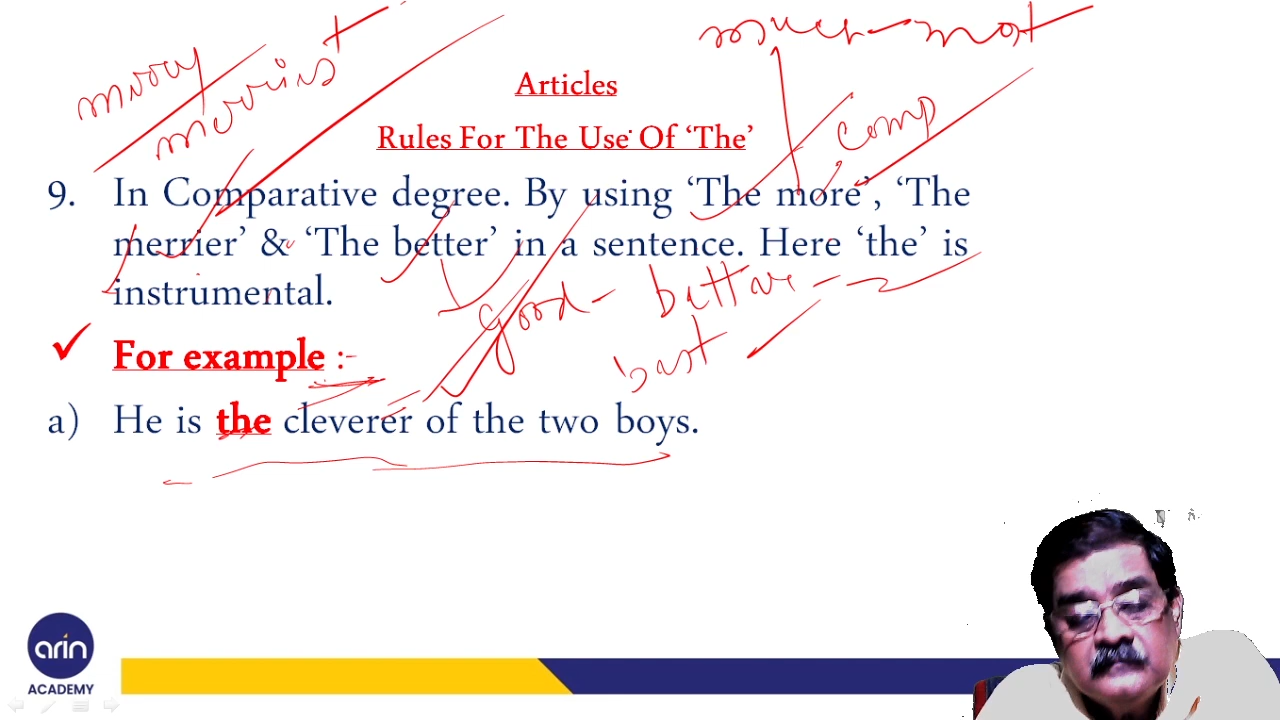 much - most
merry
merriest
Articles
comp
Rules For The Use Of ‘The’
9. In Comparative degree. By using ‘The more’, ‘The
merrier’ & ‘The better’ in a sentence. Here ‘the’ is
instrumental.
good - better -
best
For example :-
a) He is the cleverer of the two boys.
arin
ACADEMY